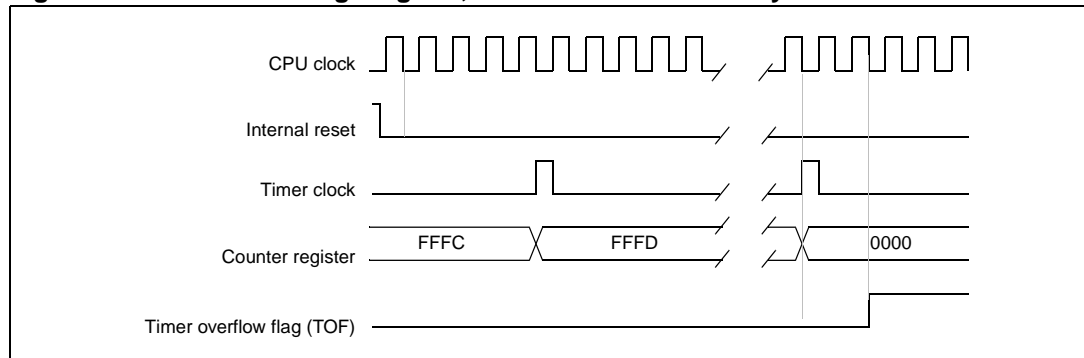 CPU clock
Internal reset
Timer clock
FFFC FFFD 0000
Counter register
Timer overflow flag (TOF)